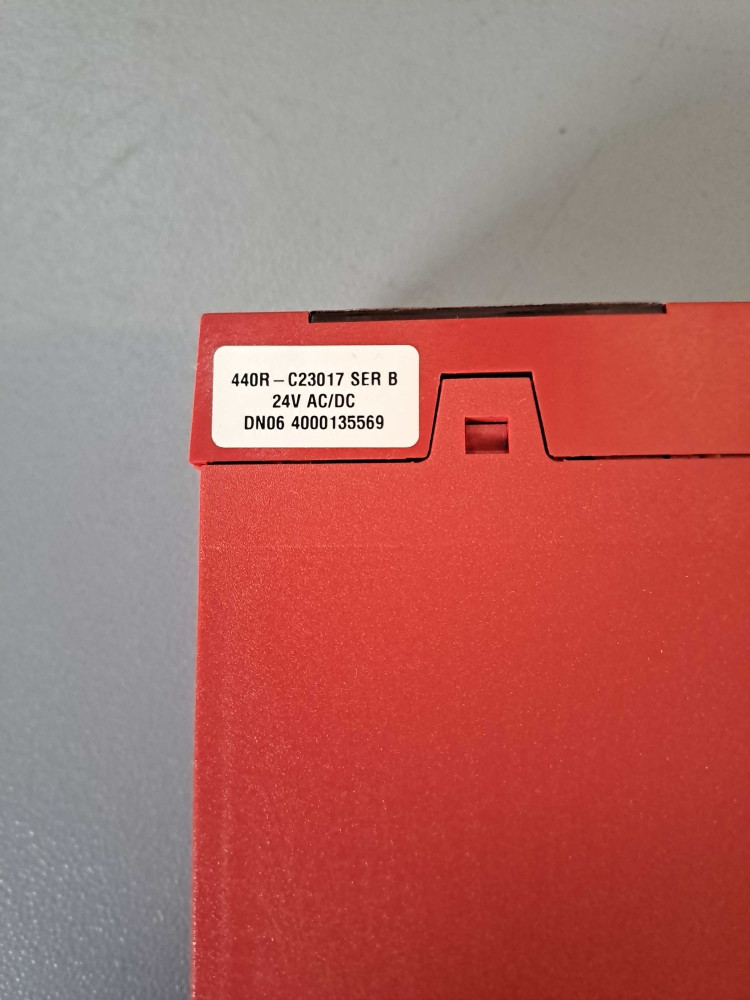 440R – C23017 SER B
24V AC/DC
DN06 4000135569